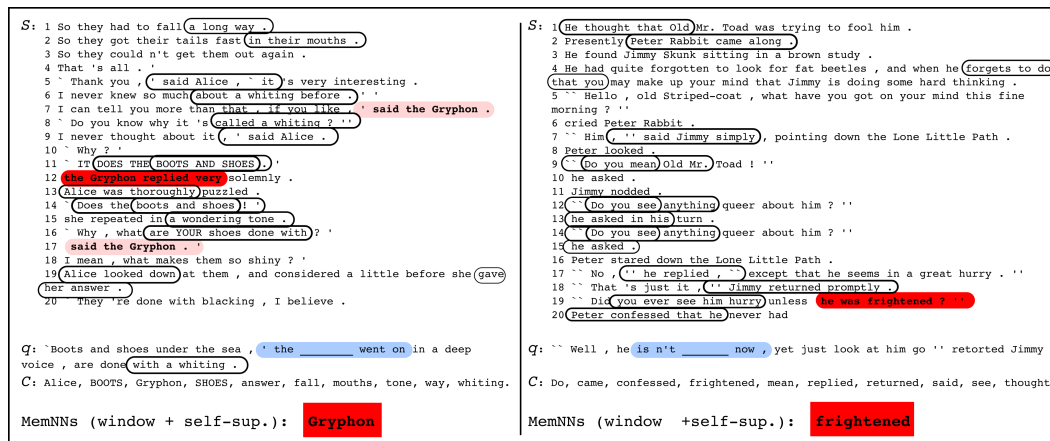 S: 1 So they had to fall a long way .
2 So they got their tails fast in their mouths .
3 So they could n't get them out again .
4 That 's all . '
5 ` Thank you , ' said Alice , ` it 's very interesting .
6 I never knew so much about a whiting before . ' '
7 I can tell you more than that , if you like , ' said the Gryphon .
8 ` Do you know why it 's called a whiting ? ''
9 I never thought about it , ' said Alice .
10 ` Why ? '
11 ` IT DOES THE BOOTS AND SHOES . '
12 the Gryphon replied very solemnly .
13 Alice was thoroughly puzzled .
14 ` Does the boots and shoes ! '
15 she repeated in a wondering tone .
16 ` Why , what are YOUR shoes done with ? '
17 said the Gryphon . '
18 I mean , what makes them so shiny ? '
19 Alice looked down at them , and considered a little before she gave
her answer .
20 ` They 're done with blacking , I believe .
q: `Boots and shoes under the sea , ' the _______ went on in a deep
voice , are done with a whiting .
C: Alice, BOOTS, Gryphon, SHOES, answer, fall, mouths, tone, way, whiting.
MemNNs (window + self-sup.): Gryphon
S: 1 He thought that Old Mr. Toad was trying to fool him .
2 Presently Peter Rabbit came along .
3 He found Jimmy Skunk sitting in a brown study .
4 He had quite forgotten to look for fat beetles , and when he forgets to do
that you may make up your mind that Jimmy is doing some hard thinking .
5 `` Hello , old Striped-coat , what have you got on your mind this fine
morning ? ''
6 cried Peter Rabbit .
7 `` Him , '' said Jimmy simply , pointing down the Lone Little Path .
8 Peter looked .
9 `` Do you mean Old Mr. Toad ! ''
10 he asked .
11 Jimmy nodded .
12 `` Do you see anything queer about him ? ''
13 he asked in his turn .
14 `` Do you see anything queer about him ? ''
15 he asked .
16 Peter stared down the Lone Little Path .
17 `` No , '' he replied , `` except that he seems in a great hurry . ''
18 `` That 's just it , '' Jimmy returned promptly .
19 `` Did you ever see him hurry unless he was frightened ? ''
20 Peter confessed that he never had
q: `` Well , he is n't ______ now , yet just look at him go '' retorted Jimmy
C: Do, came, confessed, frightened, mean, replied, returned, said, see, thought
MemNNs (window +self-sup.): frightened